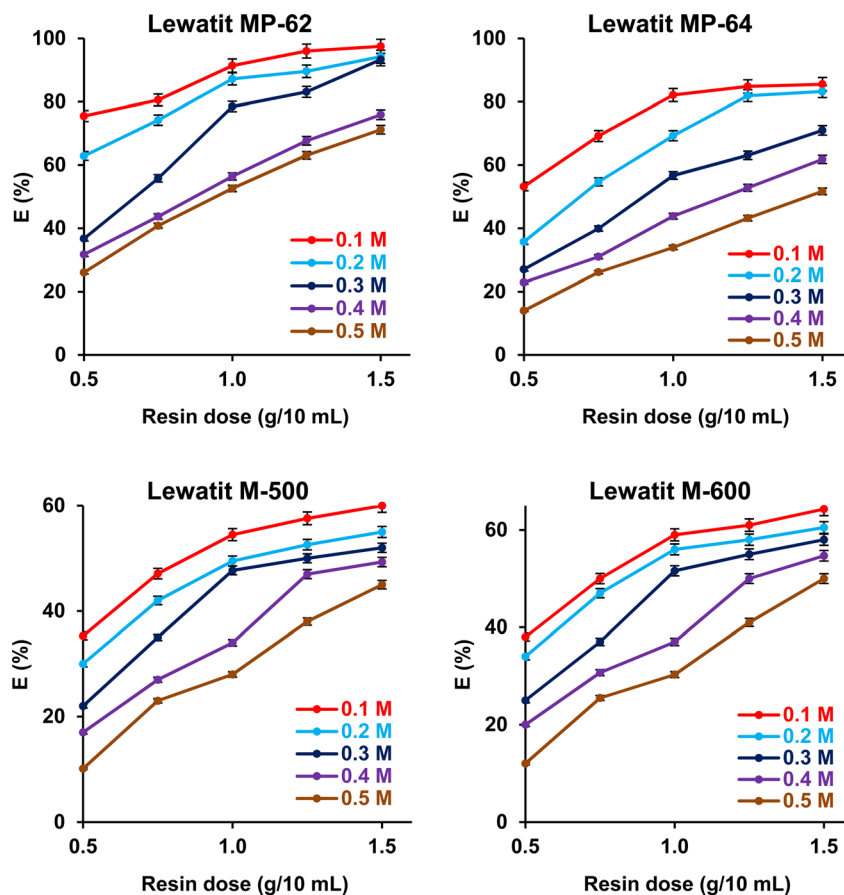 Lewatit MP-62
100
80
60
40
20
0
E (%)
0.1 M
0.2 M
0.3 M
0.4 M
0.5 M
0.5
1.0
1.5
Resin dose (g/10 mL)
Lewatit MP-64
100
80
60
40
20
0
E (%)
0.1 M
0.2 M
0.3 M
0.4 M
0.5 M
0.5
1.0
1.5
Resin dose (g/10 mL)
Lewatit M-500
60
40
20
0
E (%)
0.1 M
0.2 M
0.3 M
0.4 M
0.5 M
0.5
1.0
1.5
Resin dose (g/10 mL)
Lewatit M-600
60
40
20
0
E (%)
0.1 M
0.2 M
0.3 M
0.4 M
0.5 M
0.5
1.0
1.5
Resin dose (g/10 mL)